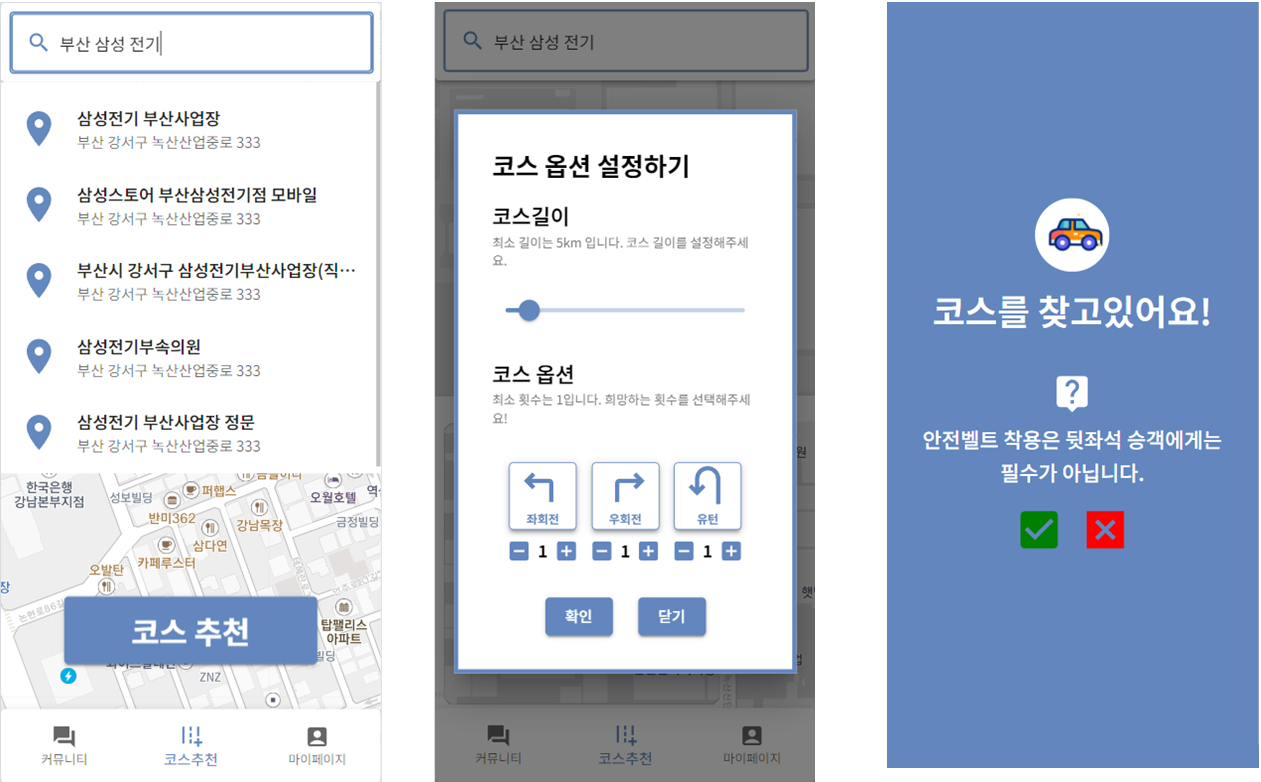 부산 삼성 전기
삼성전기 부산사업장
부산 강서구 녹산산업중로 333
삼성스토어 부산삼성전기점 모바일
부산 강서구 녹산산업중로 333
부산시 강서구 삼성전기부산사업장(직…
부산 강서구 녹산산업중로 333
삼성전기부속의원
부산 강서구 녹산산업중로 333
삼성전기 부산사업장 정문
부산 강서구 녹산산업중로 333
한국은행
강남본부지점
성보빌딩
퍼햅스
오월호텔
역
반미362
강남목장
금정빌딩
삼다연
카페루스터
오발탄
장
논현로86길
탑팰리스
아파트
빌딩
ZNZ
코스 추천
커뮤니티
코스추천
마이페이지
부산 삼성 전기
코스 옵션 설정하기
코스길이
최소 길이는 5km 입니다. 코스 길이를 설정해주세
요.
코스 옵션
최소 횟수는 1입니다. 희망하는 횟수를 선택해주세
요!
좌회전 우회전 유턴
1 1 1
확인 닫기
원
커뮤니티
코스추천
마이페이지
코스를 찾고있어요!
?
안전벨트 착용은 뒷좌석 승객에게는
필수가 아닙니다.